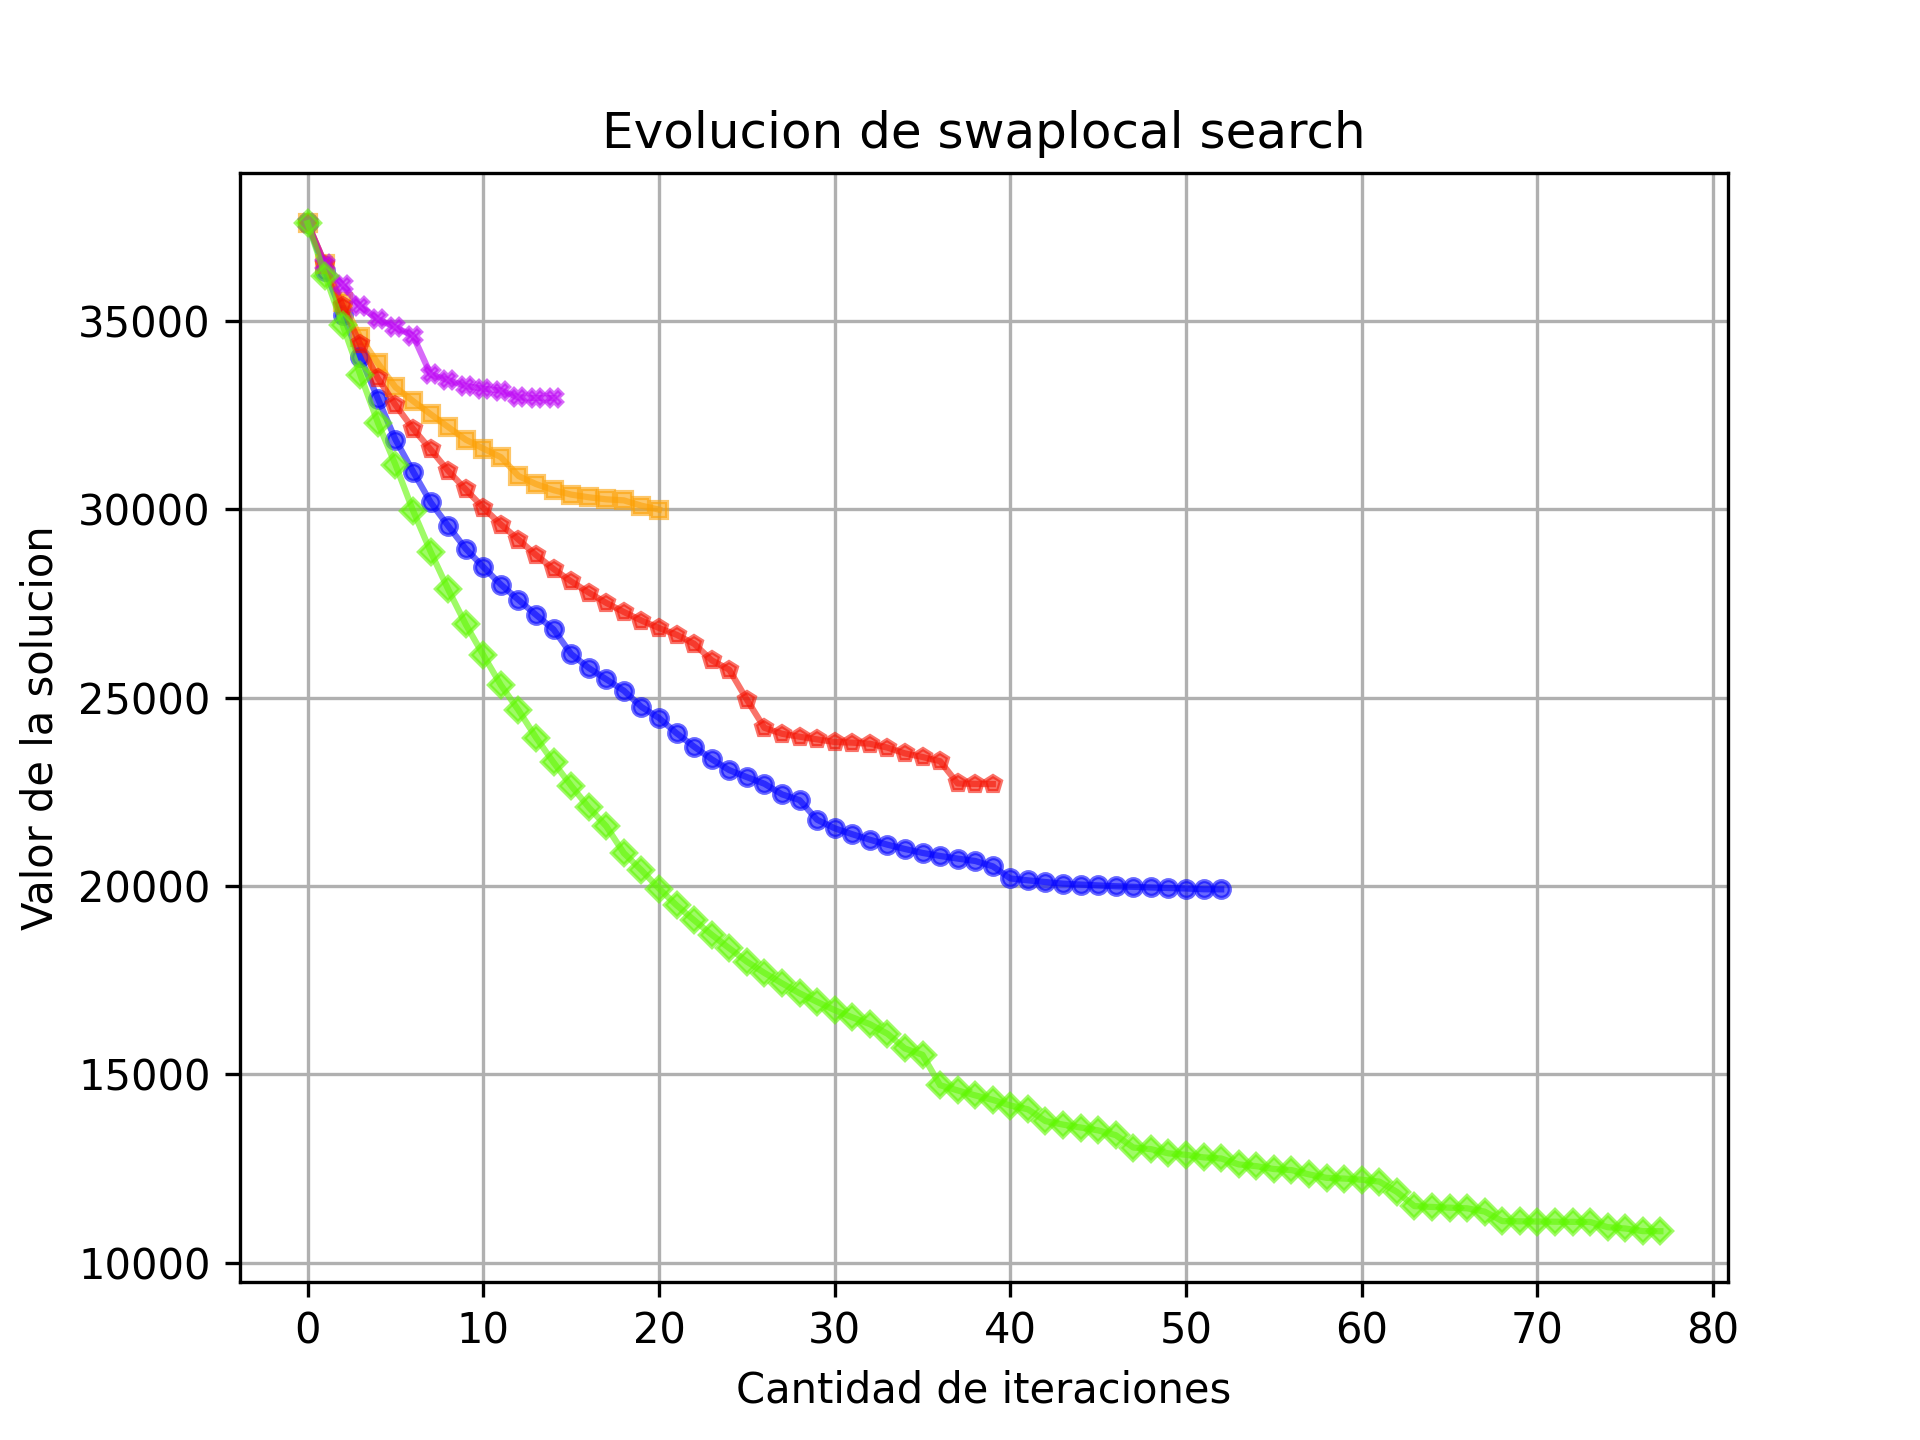 Evolucion de swaplocal search
Valor de la solucion
35000
30000
25000
20000
15000
10000
0 10 20 30 40 50 60 70 80
Cantidad de iteraciones